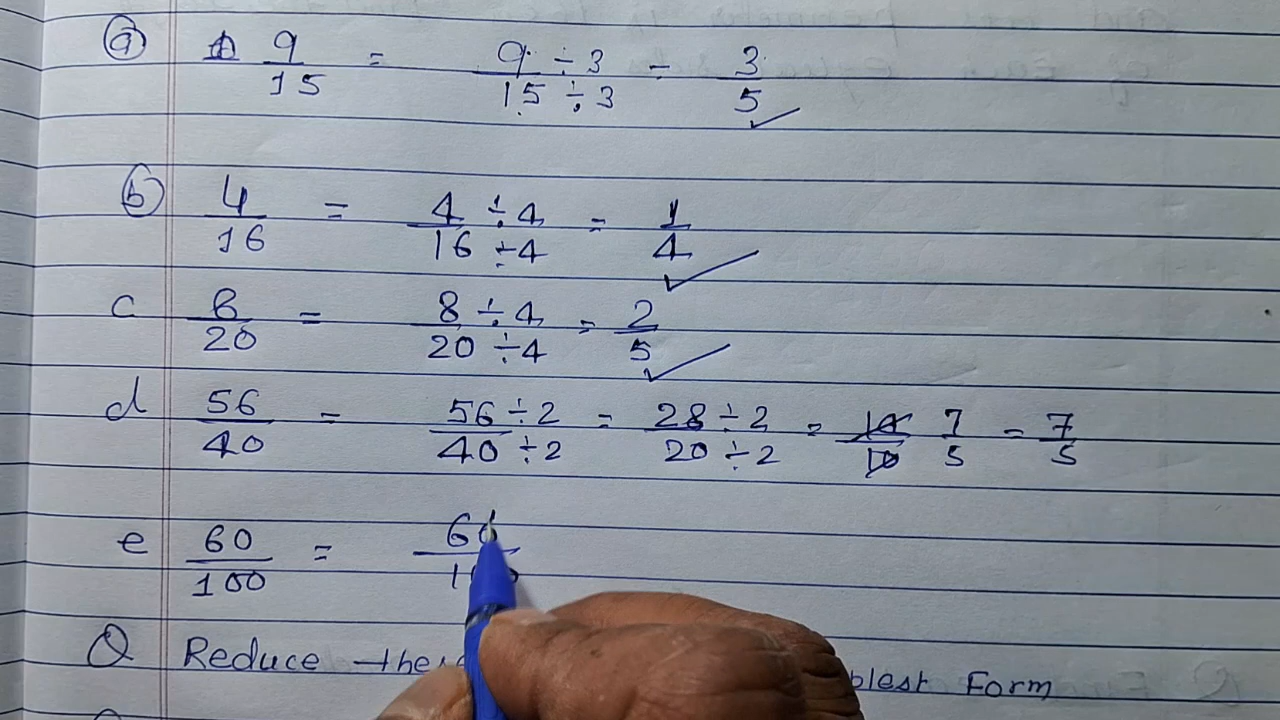 a 9/15 = 9÷3/15÷3 = 3/5
b 4/16 = 4÷4/16÷4 = 1/4
c 8/20 = 8÷4/20÷4 = 2/5
d 56/40 = 56÷2/40÷2 = 28÷2/20÷2 = 14/10 7/5 = 7/5
e 60/100 = 60/100
Q Reduce Form